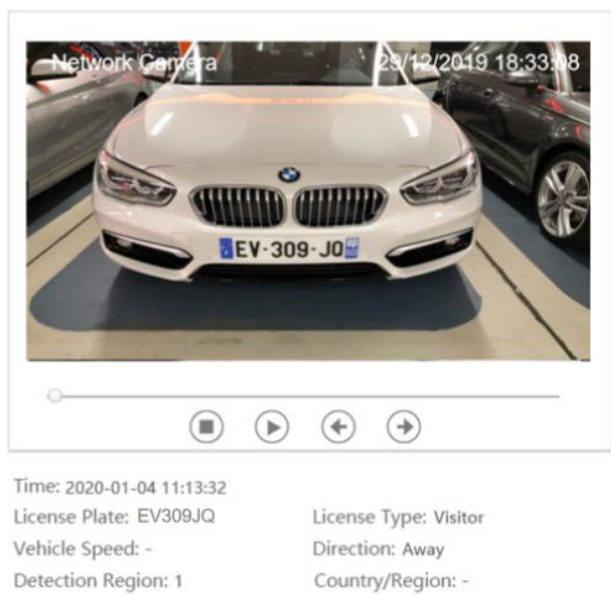 Network Camera 29/12/2019 18:33:08
EV-309-JQ
Time: 2020-01-04 11:13:32
License Plate: EV309JQ License Type: Visitor
Vehicle Speed: - Direction: Away
Detection Region: 1 Country/Region: -